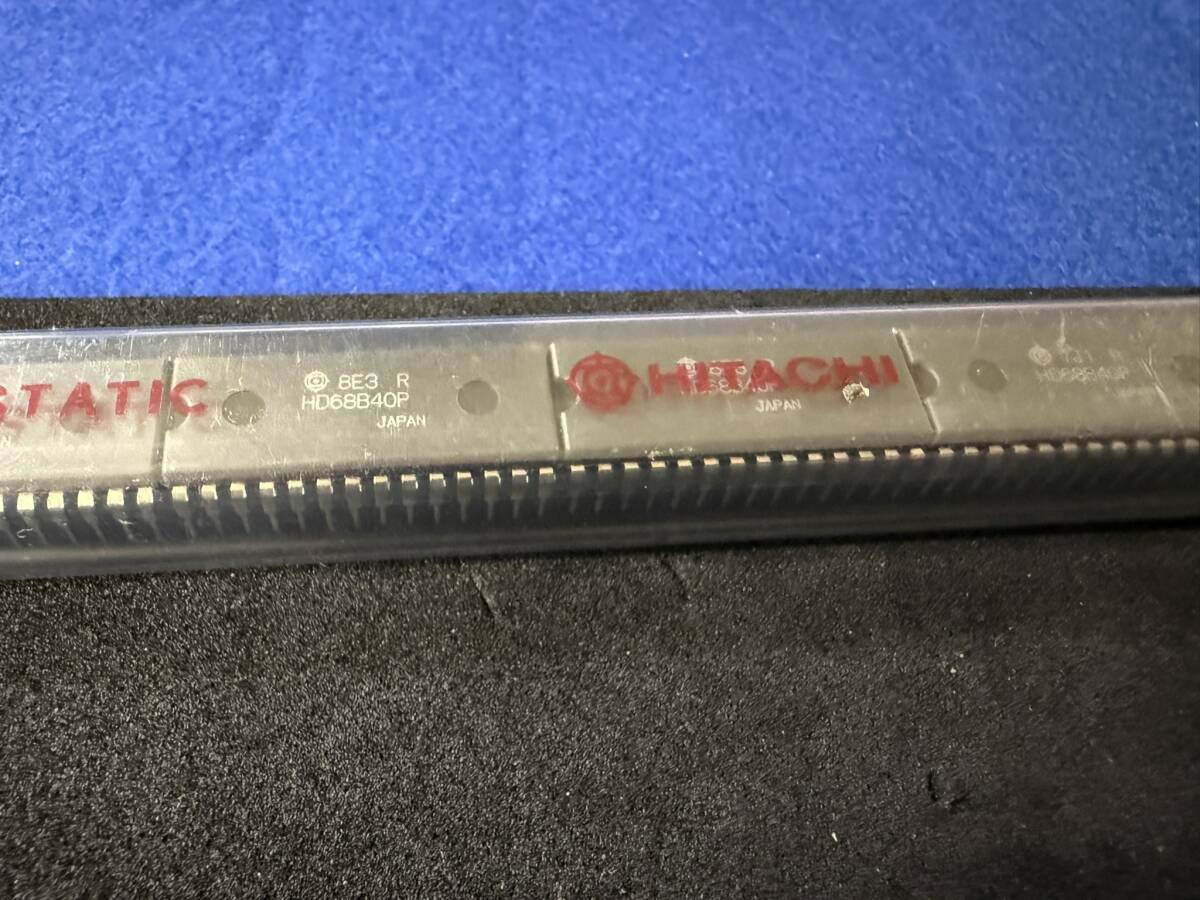 STATIC
8E3 R
HD68B40P
JAPAN
HITACHI
JAPAN
HD68B40P